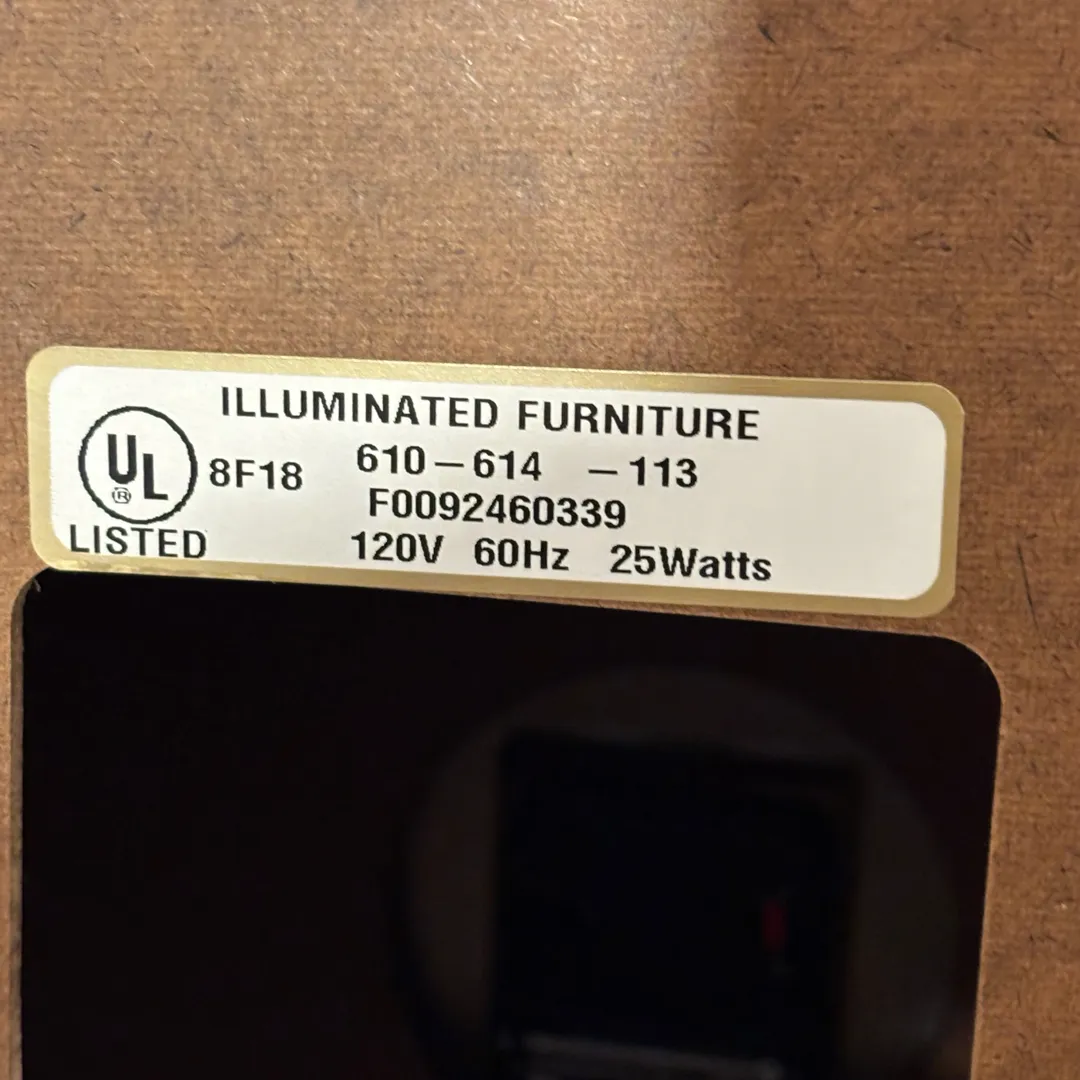 ILLUMINATED FURNITURE
UL
®
LISTED
8F18
610-614 -113
F0092460339
120V 60Hz 25Watts